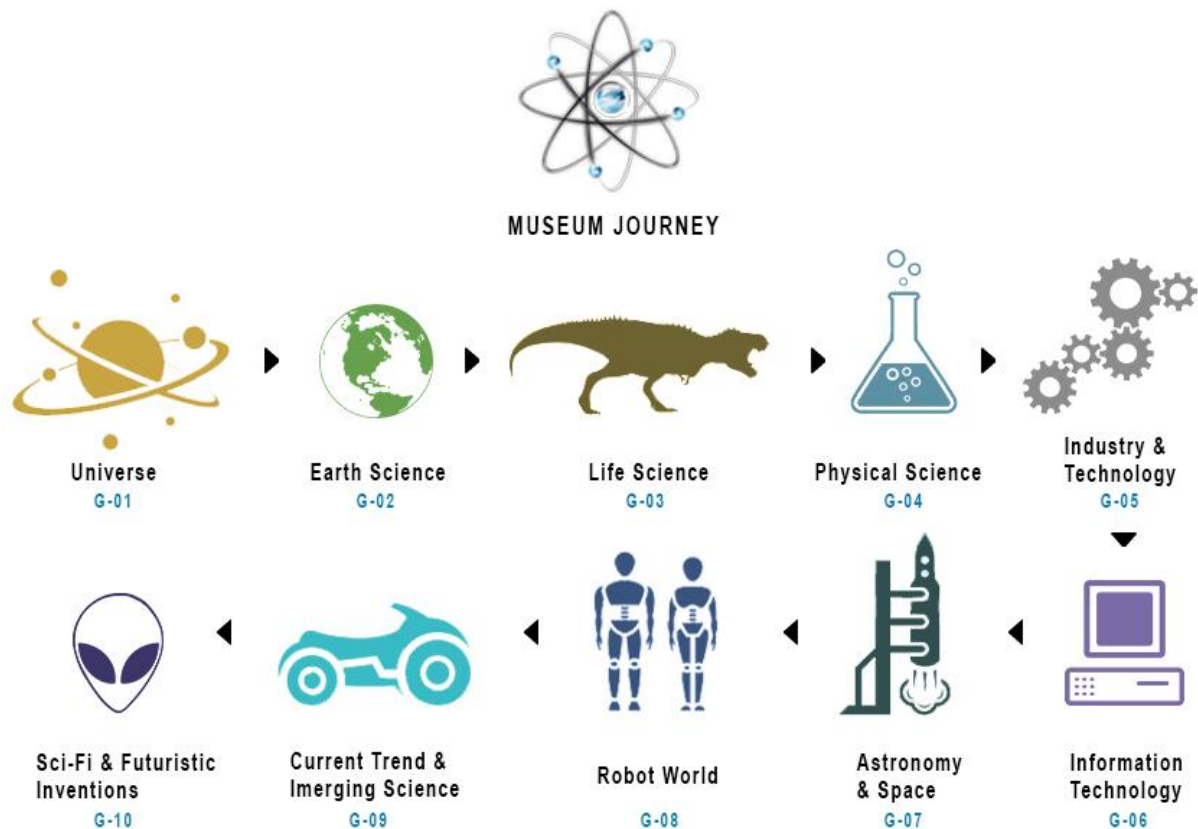 MUSEUM JOURNEY
Universe
G-01
Earth Science
G-02
Life Science
G-03
Physical Science
G-04
Industry &
Technology
G-05
Information
Technology
G-06
Astronomy
& Space
G-07
Robot World
G-08
Current Trend &
Imerging Science
G-09
Sci-Fi & Futuristic
Inventions
G-10